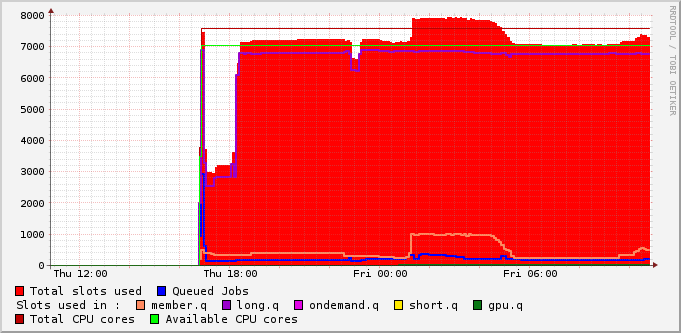 8000
7000
6000
5000
4000
3000
2000
1000
0
Thu 12:00 Thu 18:00 Fri 00:00 Fri 06:00
RRDTOOL / TOBI OETIKER
Total slots used Queued Jobs
Slots used in : member.q long.q ondemand.q short.q gpu.q
Total CPU cores Available CPU cores